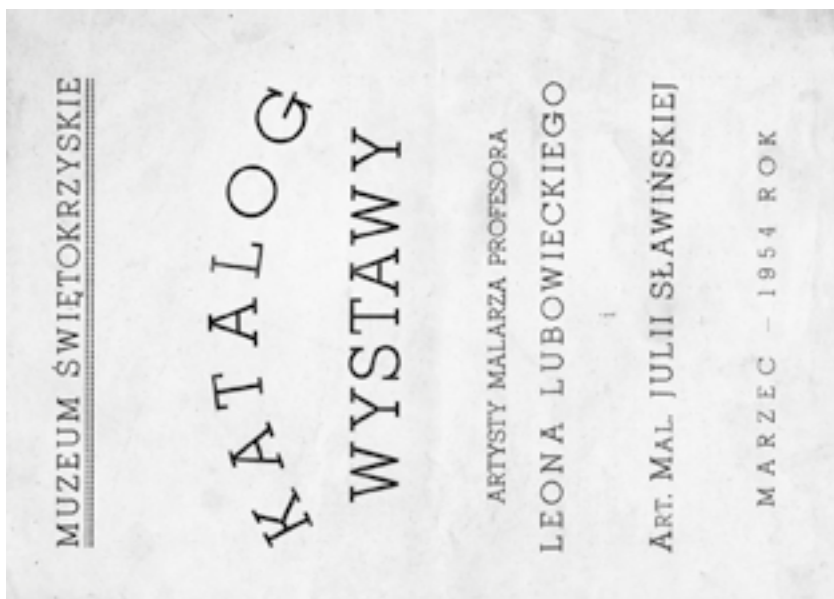 MUZEUM ŚWIĘTOKRZYSKIE
KATALOG
WYSTAWY
ARTYSTY MALARZA PROFESORA
LEONA LUBOWIECKIEGO
ART. MAL. JULII SŁAWIŃSKIEJ
MARZEC – 1954 ROK